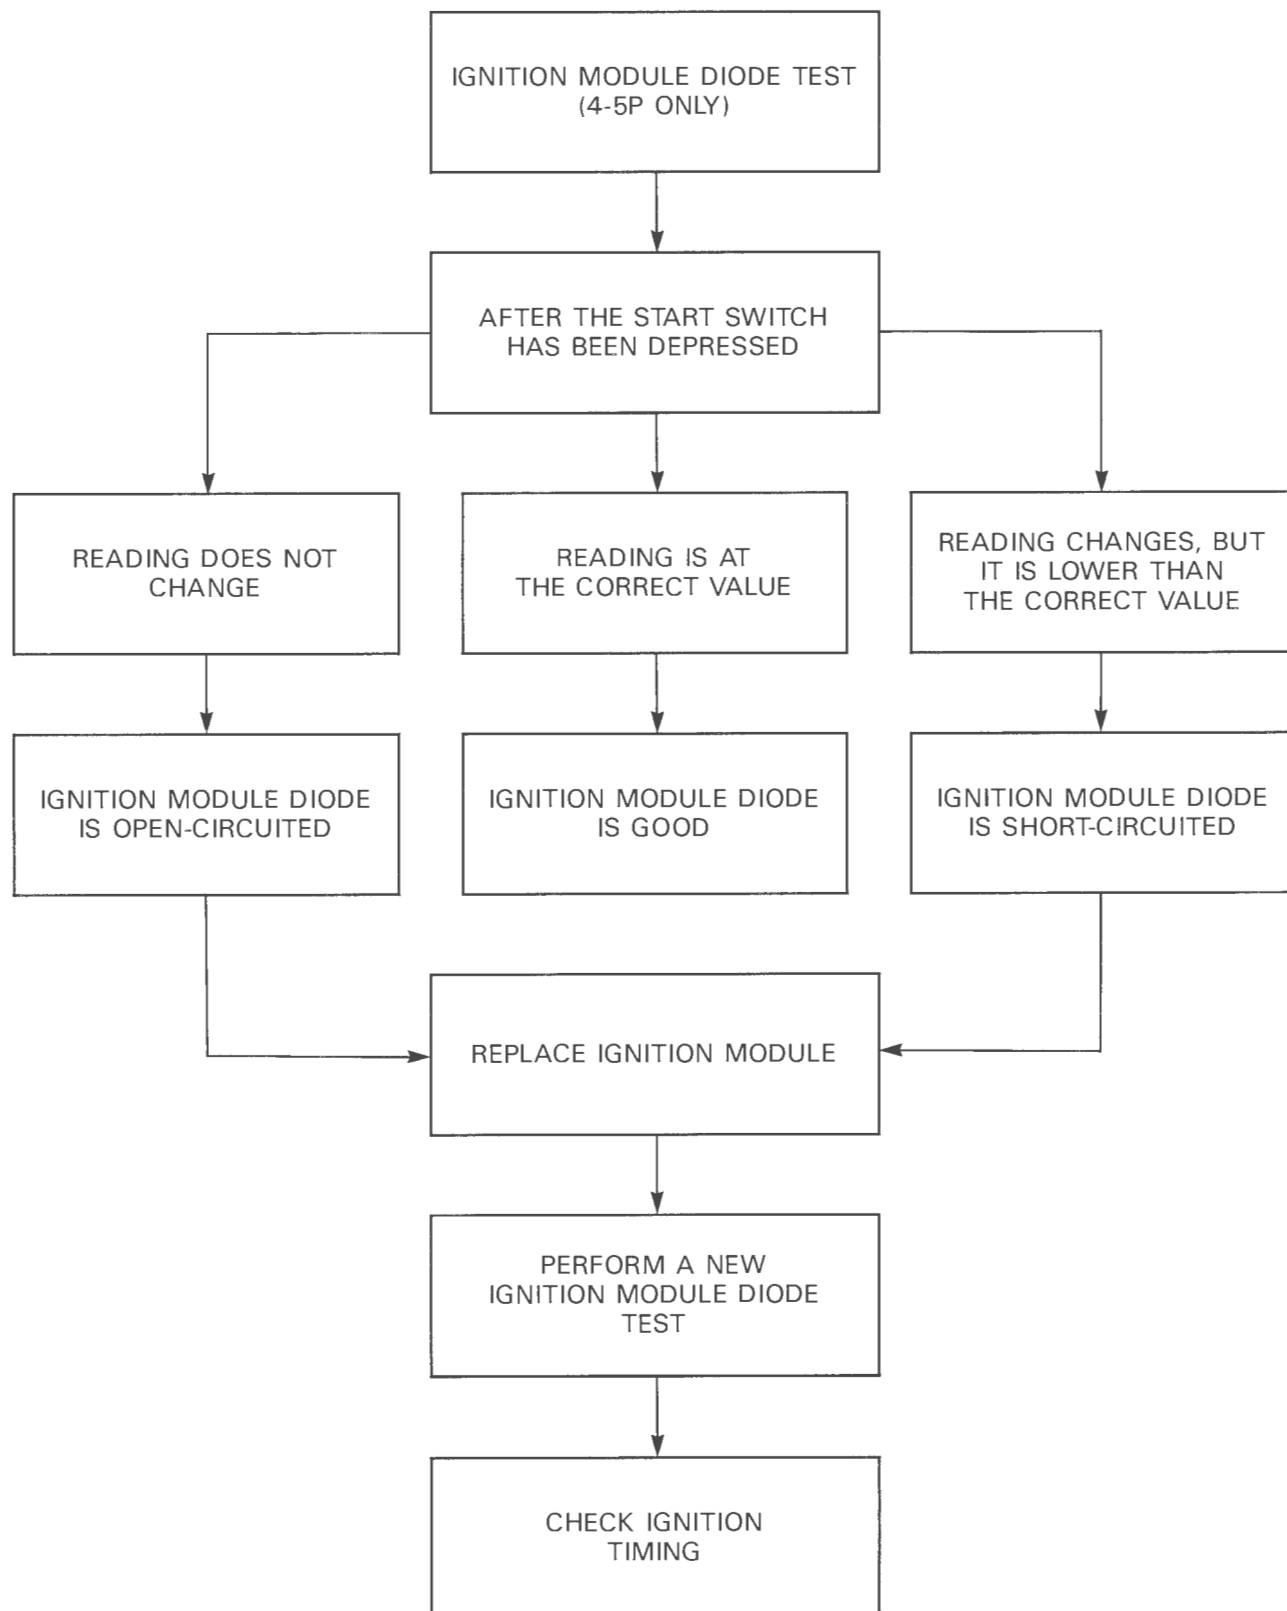 IGNITION MODULE DIODE TEST
(4-5P ONLY)
AFTER THE START SWITCH
HAS BEEN DEPRESSED
READING DOES NOT
CHANGE
READING IS AT
THE CORRECT VALUE
READING CHANGES, BUT
IT IS LOWER THAN
THE CORRECT VALUE
IGNITION MODULE DIODE
IS OPEN-CIRCUITED
IGNITION MODULE DIODE
IS GOOD
IGNITION MODULE DIODE
IS SHORT-CIRCUITED
REPLACE IGNITION MODULE
PERFORM A NEW
IGNITION MODULE DIODE
TEST
CHECK IGNITION
TIMING